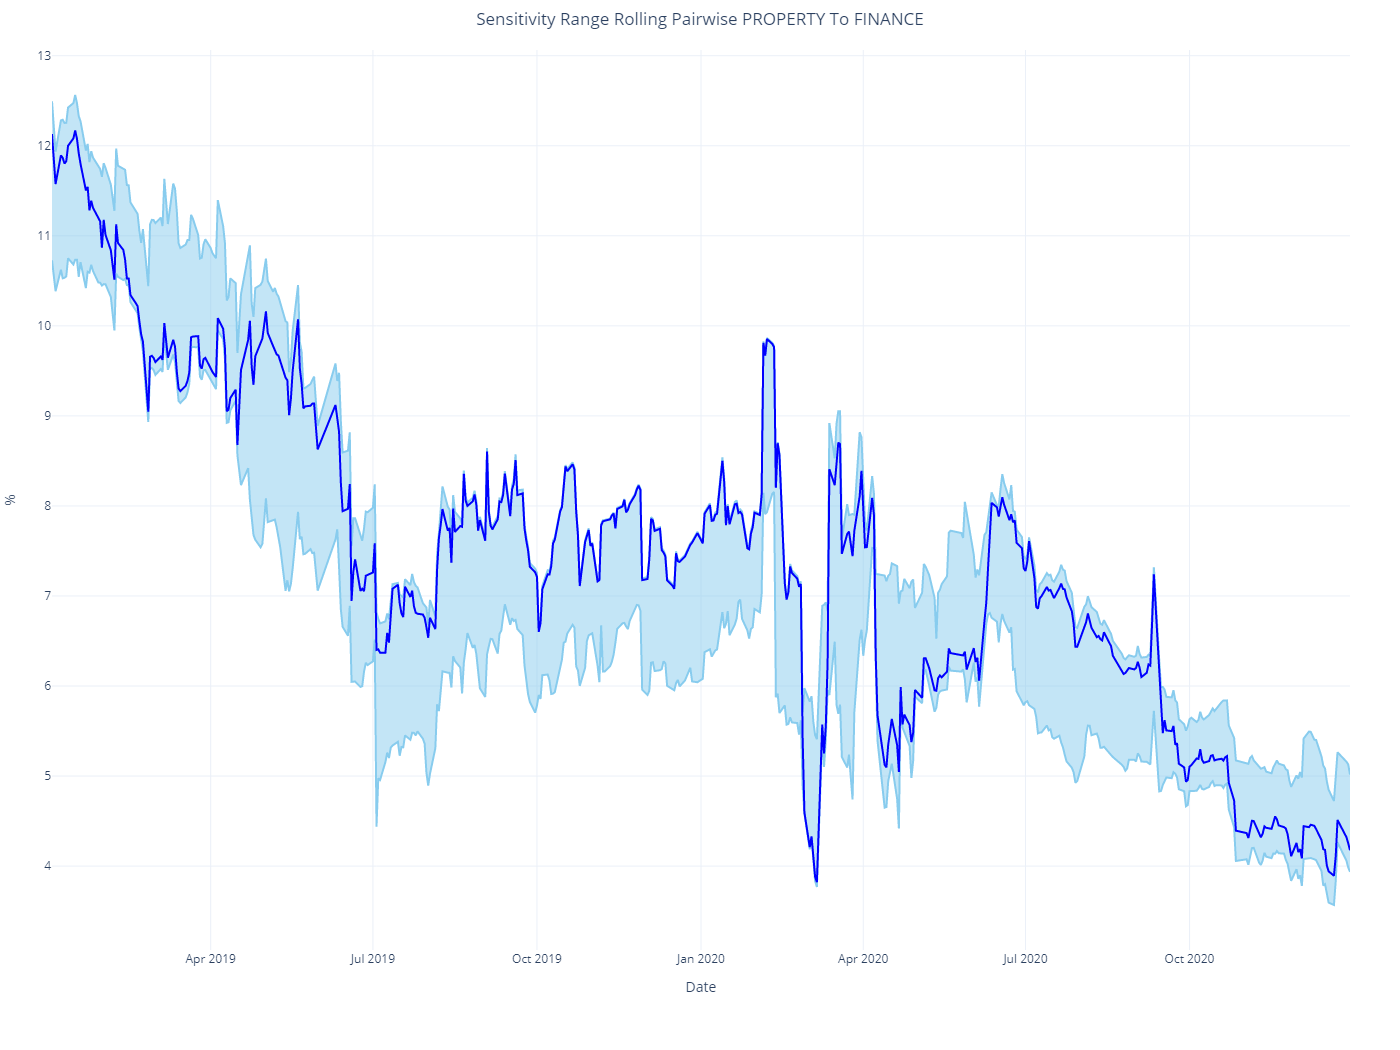 Sensitivity Range Rolling Pairwise PROPERTY To FINANCE
13
12
11
10
9
8
7
6
5
4
%
Apr 2019
Jul 2019
Oct 2019
Jan 2020
Apr 2020
Jul 2020
Oct 2020
Date